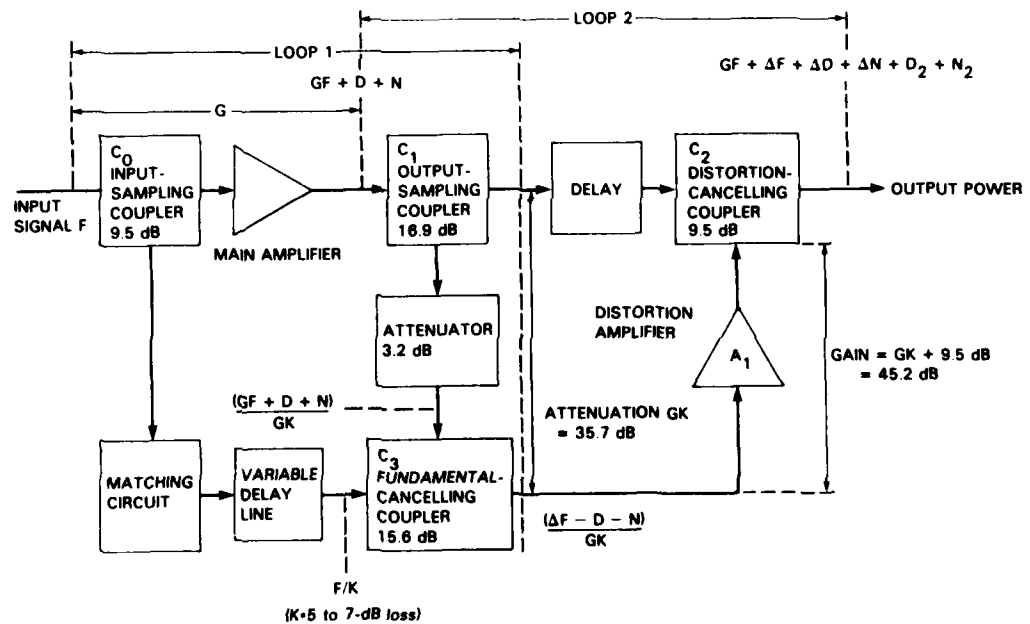 LOOP 2
LOOP 1
GF + D + N
GF + ΔF + ΔD + ΔN + D₂ + N₂
G
INPUT
SIGNAL F
C₀
INPUT-
SAMPLING
COUPLER
9.5 dB
MAIN AMPLIFIER
C₁
OUTPUT-
SAMPLING
COUPLER
16.9 dB
DELAY
C₂
DISTORTION-
CANCELLING
COUPLER
9.5 dB
OUTPUT POWER
ATTENUATOR
3.2 dB
DISTORTION
AMPLIFIER
A₁
GAIN = GK + 9.5 dB
= 45.2 dB
(GF + D + N)
GK
ATTENUATION GK
= 35.7 dB
MATCHING
CIRCUIT
VARIABLE
DELAY
LINE
C₃
FUNDAMENTAL-
CANCELLING
COUPLER
15.6 dB
(ΔF − D − N)
GK
F/K
(K=5 to 7-dB loss)